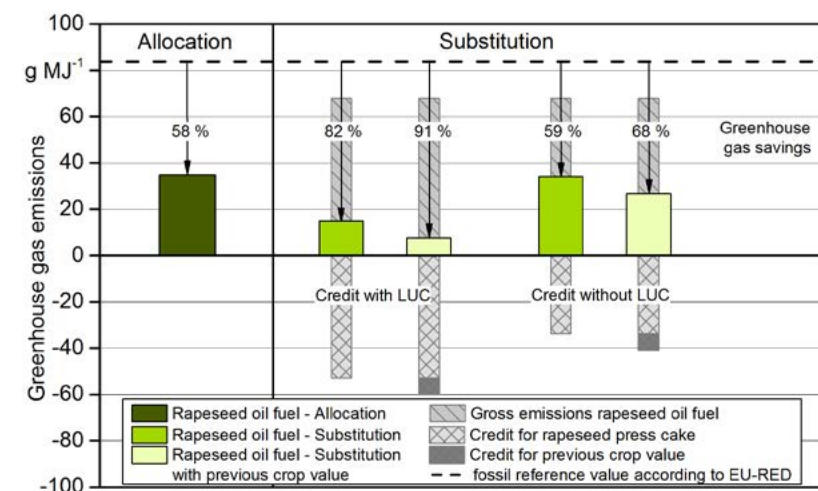 100
Allocation
Substitution
g MJ-1
60
40
20
0
-20
-40
-60
-80
-100
Greenhouse gas emissions
58 %
82 %
91 %
59 %
68 %
Greenhouse
gas savings
Credit with LUC
Credit without LUC
Rapeseed oil fuel - Allocation
Rapeseed oil fuel - Substitution
Rapeseed oil fuel - Substitution
with previous crop value
Gross emissions rapeseed oil fuel
Credit for rapeseed press cake
Credit for previous crop value
fossil reference value according to EU-RED